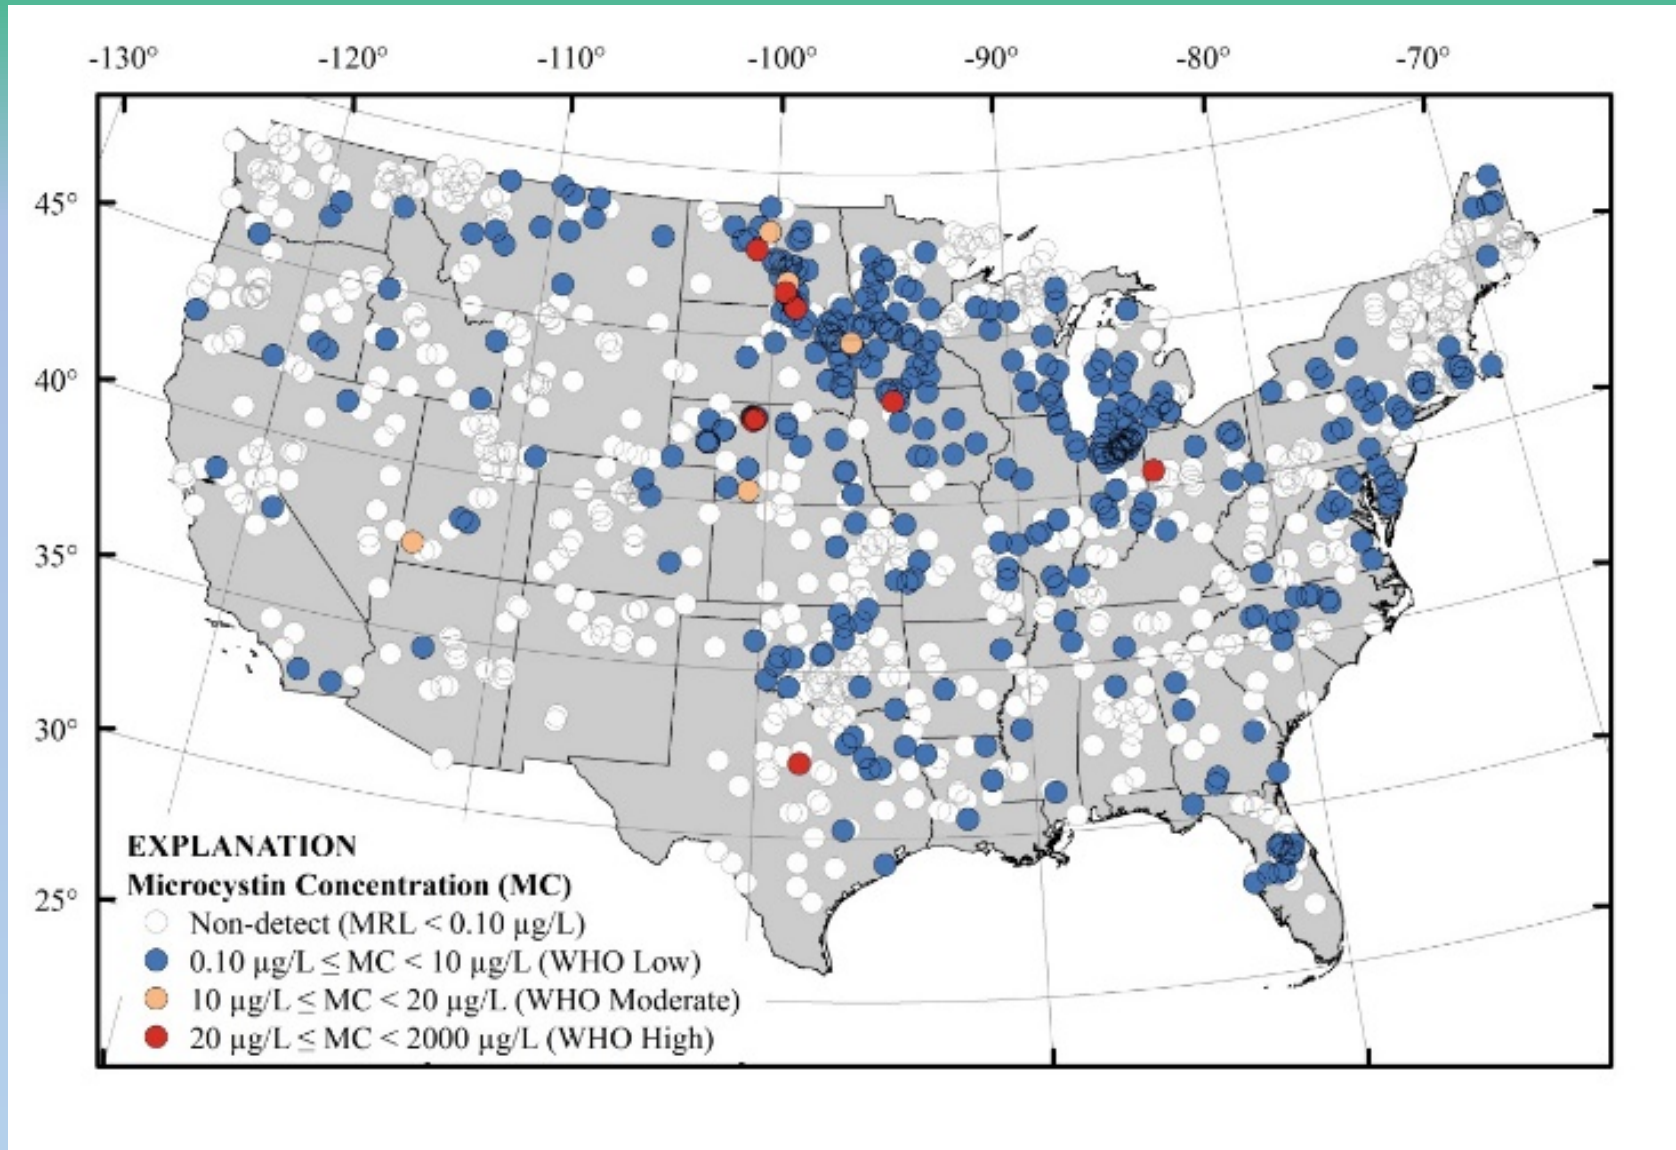 -130° -120° -110° -100° -90° -80° -70°
45°
40°
35°
30°
25°
EXPLANATION
Microcystin Concentration (MC)
Non-detect (MRL < 0.10 µg/L)
0.10 µg/L ≤ MC < 10 µg/L (WHO Low)
10 µg/L ≤ MC < 20 µg/L (WHO Moderate)
20 µg/L ≤ MC < 2000 µg/L (WHO High)